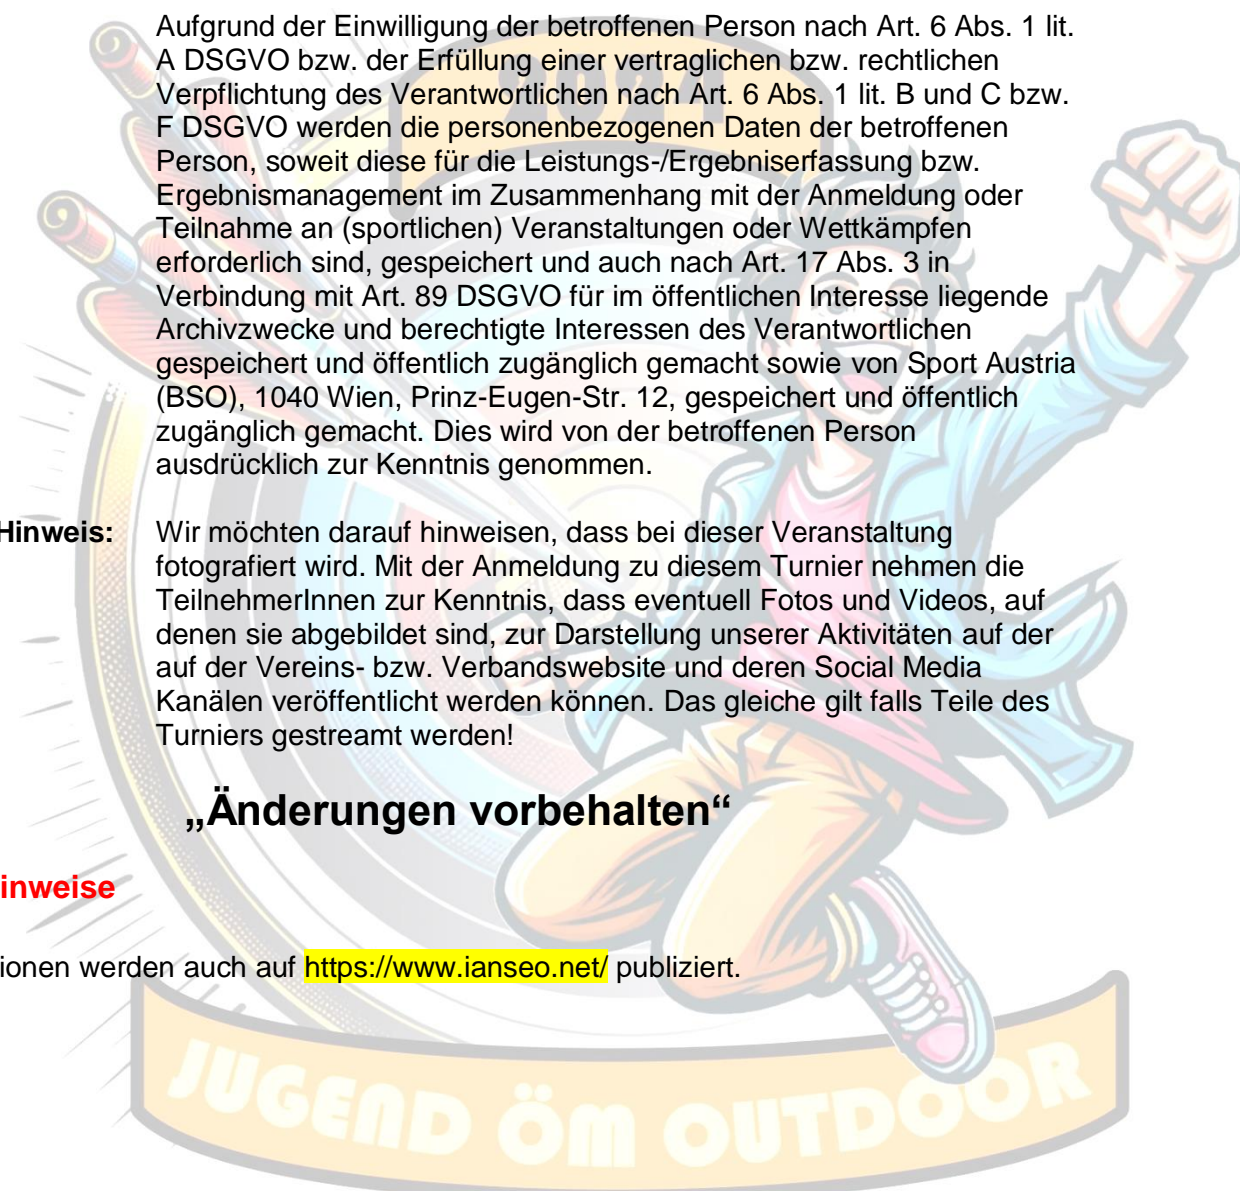 2024
Aufgrund der Einwilligung der betroffenen Person nach Art. 6 Abs. 1 lit.
A DSGVO bzw. der Erfüllung einer vertraglichen bzw. rechtlichen
Verpflichtung des Verantwortlichen nach Art. 6 Abs. 1 lit. B und C bzw.
F DSGVO werden die personenbezogenen Daten der betroffenen
Person, soweit diese für die Leistungs-/Ergebniserfassung bzw.
Ergebnismanagement im Zusammenhang mit der Anmeldung oder
Teilnahme an (sportlichen) Veranstaltungen oder Wettkämpfen
erforderlich sind, gespeichert und auch nach Art. 17 Abs. 3 in
Verbindung mit Art. 89 DSGVO für im öffentlichen Interesse liegende
Archivzwecke und berechtigte Interessen des Verantwortlichen
gespeichert und öffentlich zugänglich gemacht sowie von Sport Austria
(BSO), 1040 Wien, Prinz-Eugen-Str. 12, gespeichert und öffentlich
zugänglich gemacht. Dies wird von der betroffenen Person
ausdrücklich zur Kenntnis genommen.
Hinweis: Wir möchten darauf hinweisen, dass bei dieser Veranstaltung
fotografiert wird. Mit der Anmeldung zu diesem Turnier nehmen die
TeilnehmerInnen zur Kenntnis, dass eventuell Fotos und Videos, auf
denen sie abgebildet sind, zur Darstellung unserer Aktivitäten auf der
auf der Vereins- bzw. Verbandswebsite und deren Social Media
Kanälen veröffentlicht werden können. Das gleiche gilt falls Teile des
Turniers gestreamt werden!
„Änderungen vorbehalten“
inweise
ionen werden auch auf https://www.ianseo.net/ publiziert.
JUGEND ÖM OUTDOOR